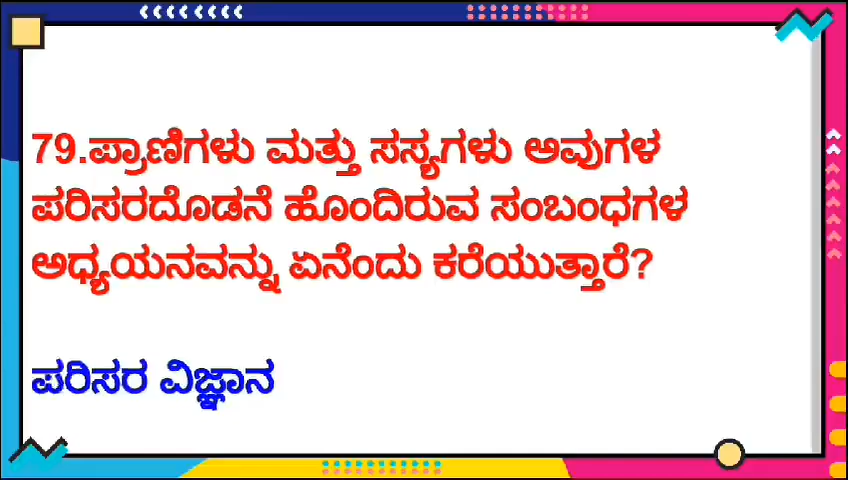 79.ಪ್ರಾಣಿಗಳು ಮತ್ತು ಸಸ್ಯಗಳು ಅವುಗಳ
ಪರಿಸರದೊಡನೆ ಹೊಂದಿರುವ ಸಂಬಂಧಗಳ
ಅಧ್ಯಯನವನ್ನು ಏನೆಂದು ಕರೆಯುತ್ತಾರೆ?
ಪರಿಸರ ವಿಜ್ಞಾನ